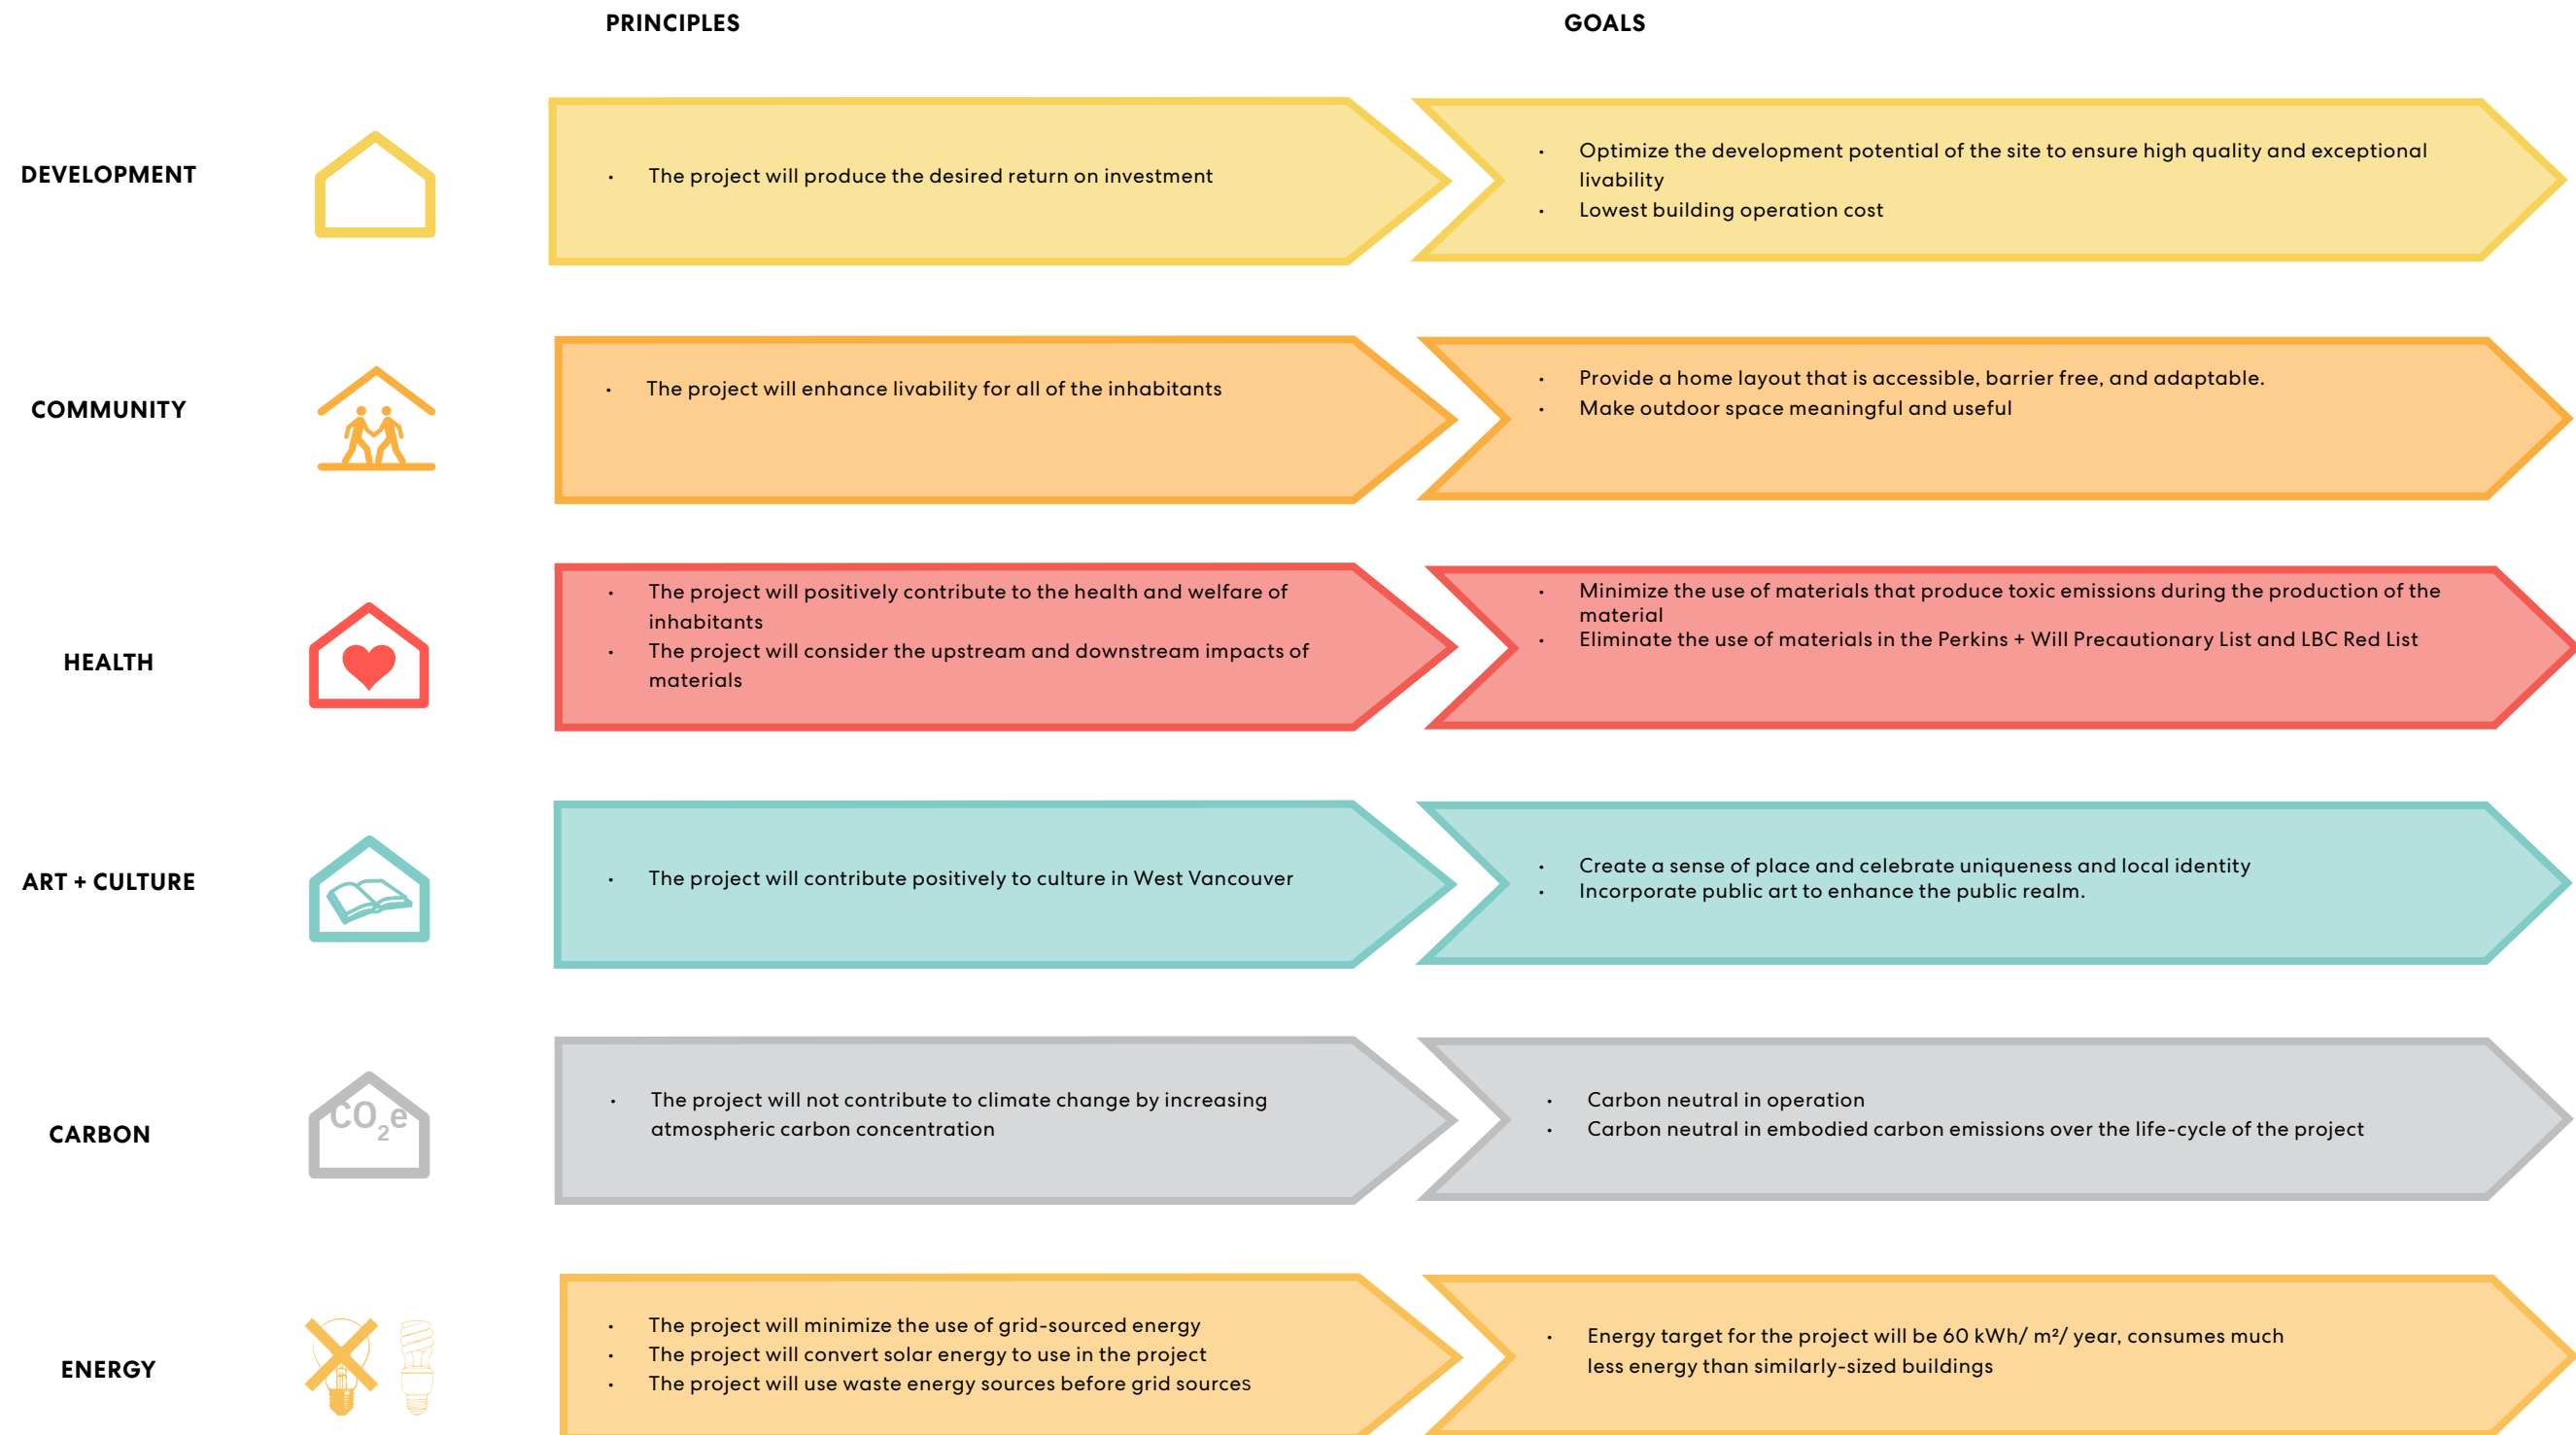 PRINCIPLES
GOALS
DEVELOPMENT
• The project will produce the desired return on investment
• Optimize the development potential of the site to ensure high quality and exceptional
livability
• Lowest building operation cost
COMMUNITY
• The project will enhance livability for all of the inhabitants
• Provide a home layout that is accessible, barrier free, and adaptable.
• Make outdoor space meaningful and useful
HEALTH
• The project will positively contribute to the health and welfare of
inhabitants
• The project will consider the upstream and downstream impacts of
materials
• Minimize the use of materials that produce toxic emissions during the production of the
material
• Eliminate the use of materials in the Perkins + Will Precautionary List and LBC Red List
ART + CULTURE
• The project will contribute positively to culture in West Vancouver
• Create a sense of place and celebrate uniqueness and local identity
• Incorporate public art to enhance the public realm.
CARBON
CO₂e
• The project will not contribute to climate change by increasing
atmospheric carbon concentration
• Carbon neutral in operation
• Carbon neutral in embodied carbon emissions over the life-cycle of the project
ENERGY
• The project will minimize the use of grid-sourced energy
• The project will convert solar energy to use in the project
• The project will use waste energy sources before grid sources
• Energy target for the project will be 60 kWh/ m²/ year, consumes much
less energy than similarly-sized buildings